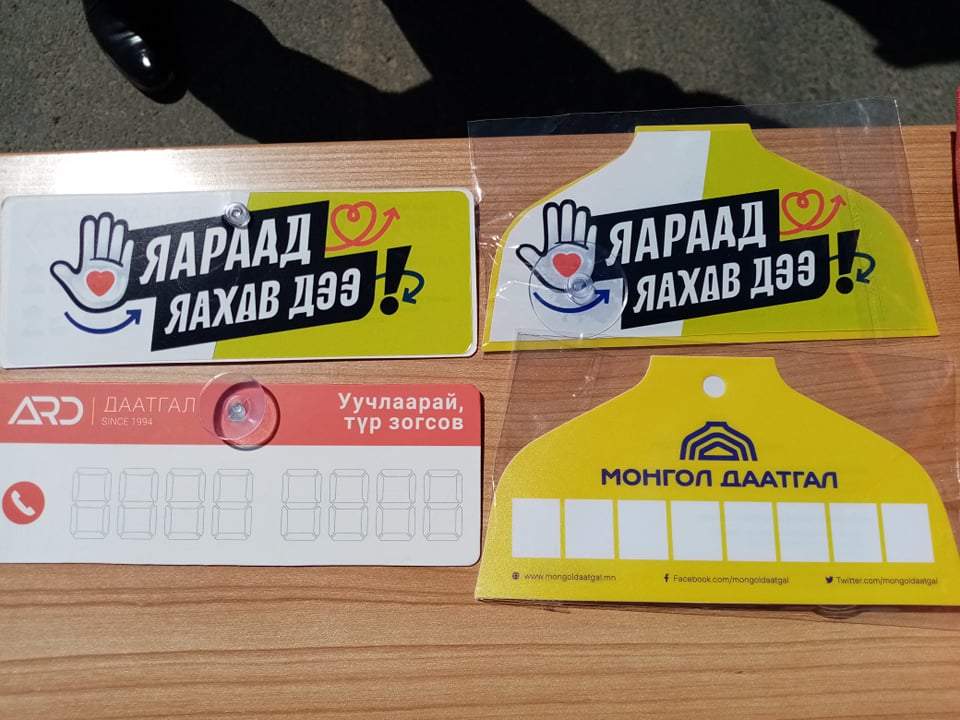 ЯАРААД
ЯАХАВ ДЭЭ !
ЯАРААД
ЯАХАВ ДЭЭ !
ARD ДААТГАЛ
SINCE 1994
Уучлаарай,
түр зогсов
МОНГОЛ ДААТГАЛ
www.mongoldaatgal.mn Facebook.com/mongoldaatgal Twitter.com/mongoldaatgal